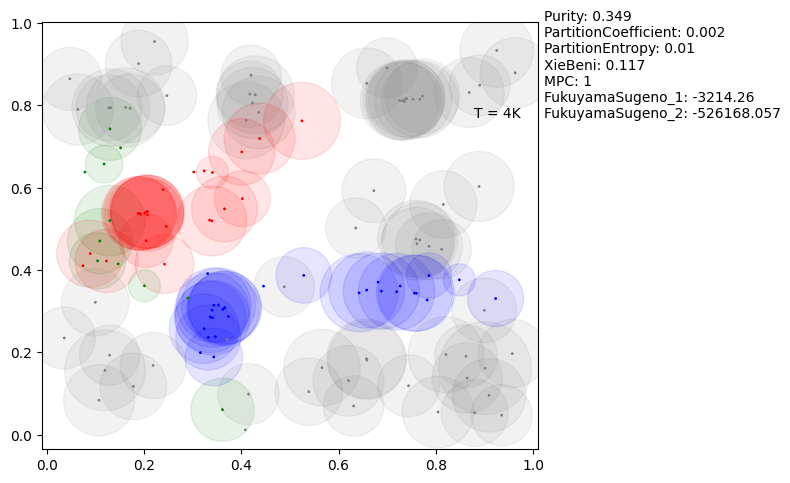 Purity: 0.349
PartitionCoefficient: 0.002
PartitionEntropy: 0.01
XieBeni: 0.117
MPC: 1
FukuyamaSugeno_1: -3214.26
FukuyamaSugeno_2: -526168.057
T = 4K
1.0
0.8
0.6
0.4
0.2
0.0
0.0 0.2 0.4 0.6 0.8 1.0